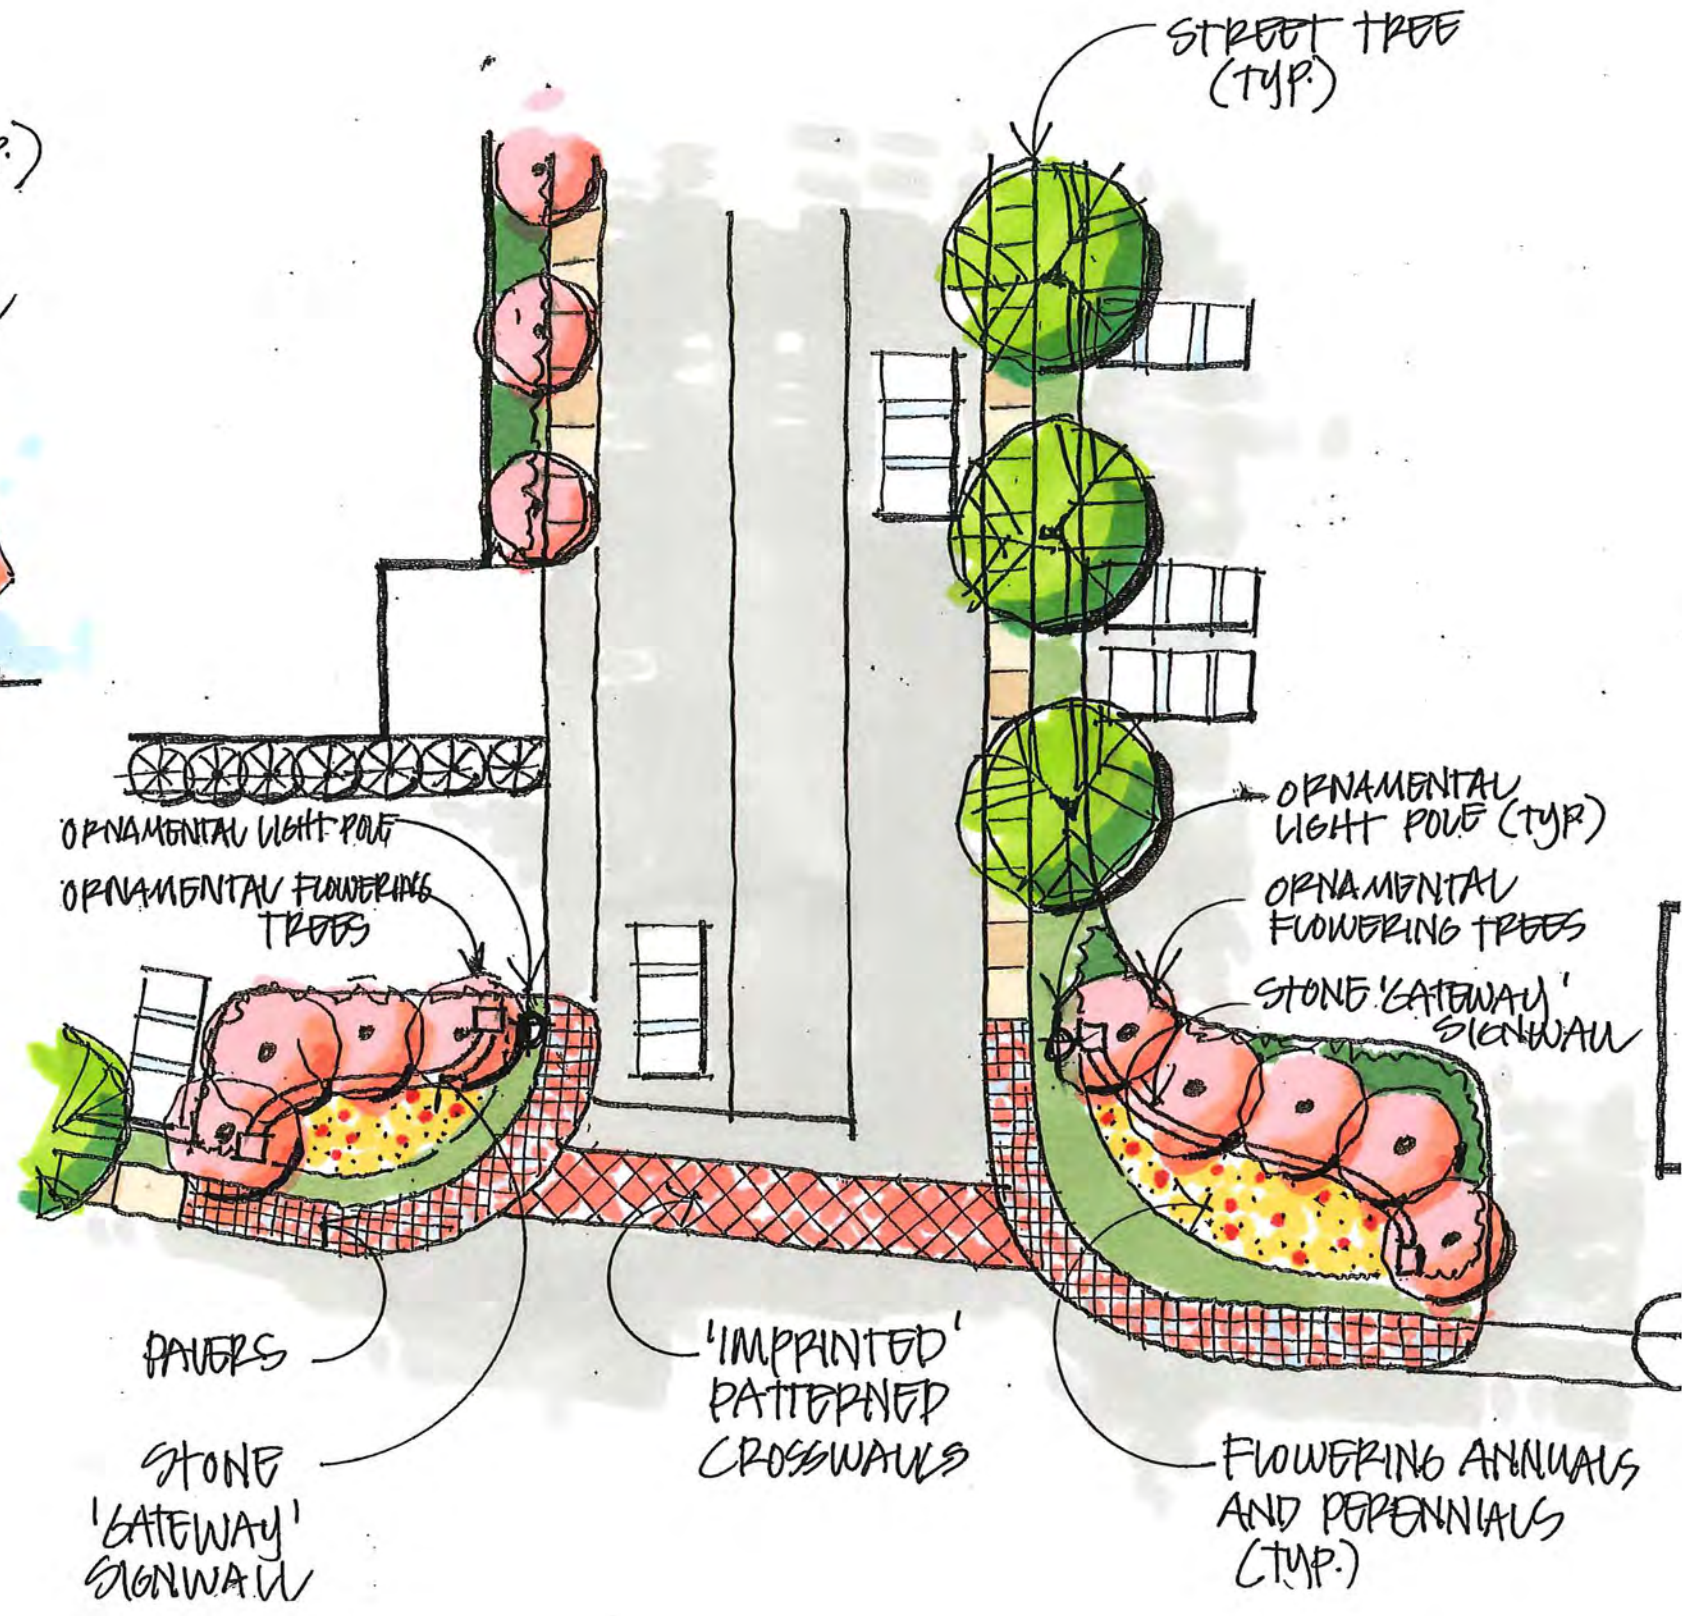 STREET TREE
(TYP.)
P.)
ORNAMENTAL
LIGHT POLE (TYP.)
ORNAMENTAL LIGHT POLE
ORNAMENTAL FLOWERING
TREES
ORNAMENTAL
FLOWERING TREES
STONE 'GATEWAY'
SIGNWALL
PAVERS
STONE
'GATEWAY'
SIGNWALL
'IMPRINTED'
PATTERNED
CROSSWALKS
FLOWERING ANNUALS
AND PERENNIALS
(TYP.)